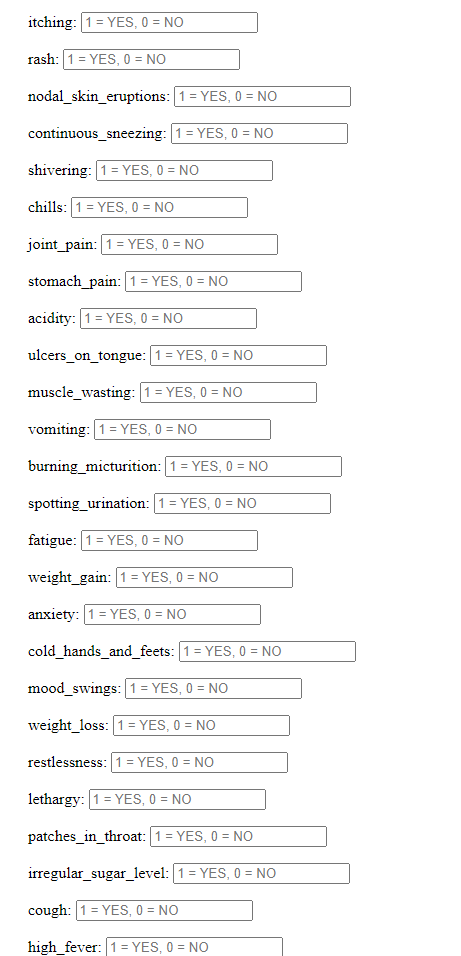 itching: 1 = YES, 0 = NO
rash: 1 = YES, 0 = NO
nodal_skin_eruptions: 1 = YES, 0 = NO
continuous_sneezing: 1 = YES, 0 = NO
shivering: 1 = YES, 0 = NO
chills: 1 = YES, 0 = NO
joint_pain: 1 = YES, 0 = NO
stomach_pain: 1 = YES, 0 = NO
acidity: 1 = YES, 0 = NO
ulcers_on_tongue: 1 = YES, 0 = NO
muscle_wasting: 1 = YES, 0 = NO
vomiting: 1 = YES, 0 = NO
burning_micturition: 1 = YES, 0 = NO
spotting_urination: 1 = YES, 0 = NO
fatigue: 1 = YES, 0 = NO
weight_gain: 1 = YES, 0 = NO
anxiety: 1 = YES, 0 = NO
cold_hands_and_feets: 1 = YES, 0 = NO
mood_swings: 1 = YES, 0 = NO
weight_loss: 1 = YES, 0 = NO
restlessness: 1 = YES, 0 = NO
lethargy: 1 = YES, 0 = NO
patches_in_throat: 1 = YES, 0 = NO
irregular_sugar_level: 1 = YES, 0 = NO
cough: 1 = YES, 0 = NO
high_fever: 1 = YES, 0 = NO